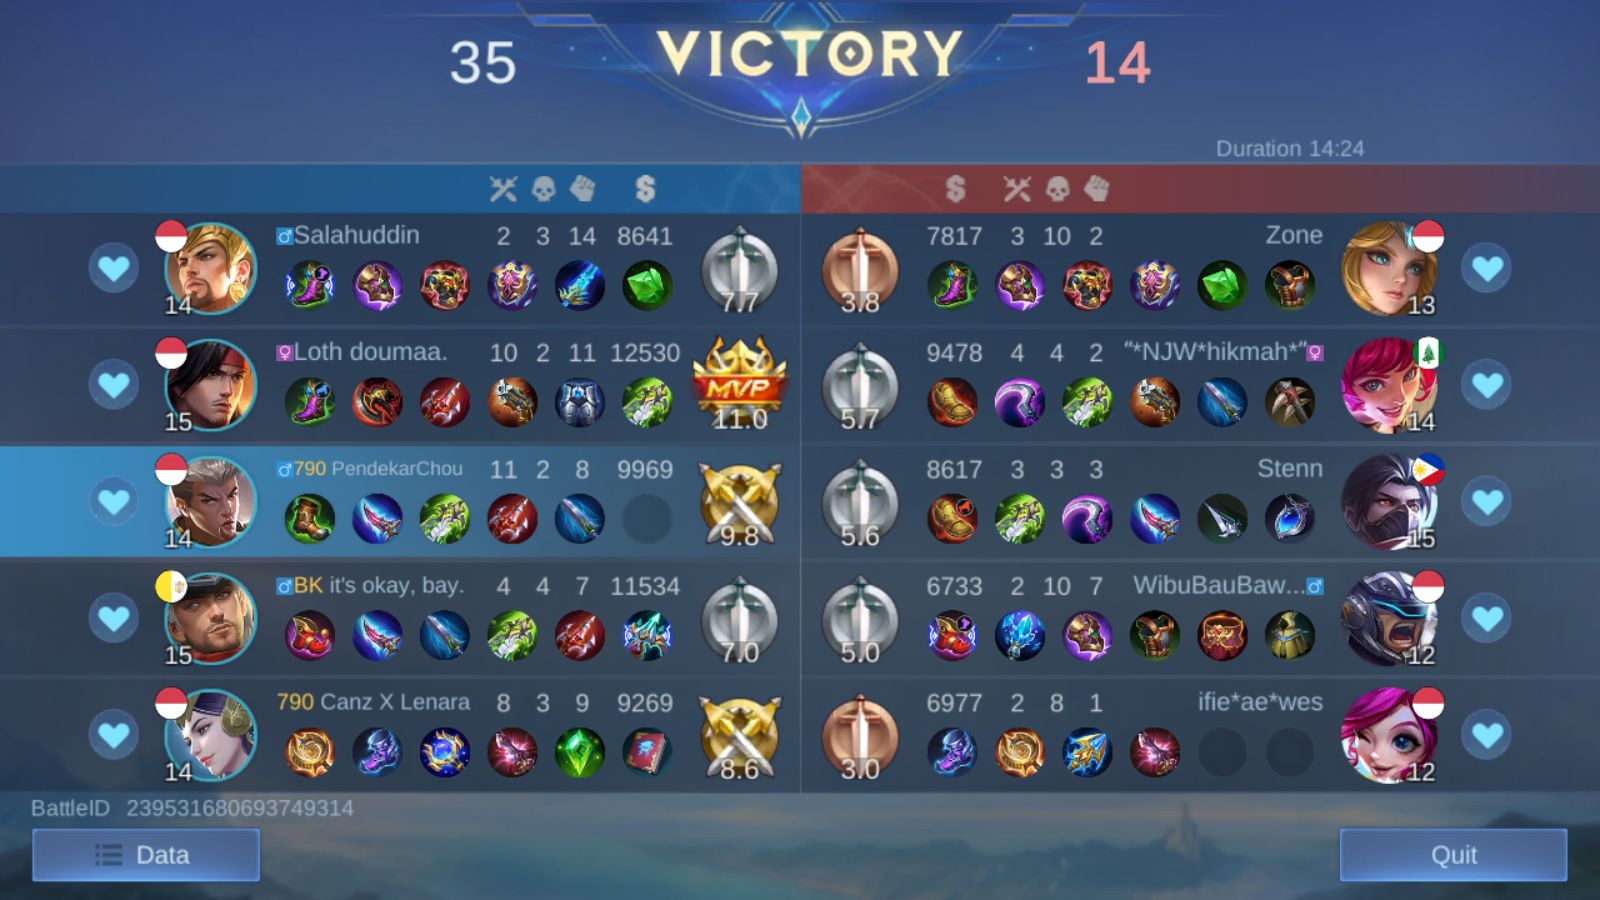 35 VICTORY 14
Duration 14:24
Salahuddin 2 3 14 8641 7.7 14
3.8 7817 3 10 2 Zone 13
Loth doumaa. 10 2 11 12530 MVP 11.0 15
5.7 9478 4 4 2 "*NJW*hikmah*" 14
790 PendekarChou 11 2 8 9969 9.8 14
5.6 8617 3 3 3 Stenn 15
BK it's okay, bay. 4 4 7 11534 7.0 15
5.0 6733 2 10 7 WibuBauBaw... 12
790 Canz X Lenara 8 3 9 9269 8.6 14
3.0 6977 2 8 1 ifie*ae*wes 12
BattleID 239531680693749314
Data
Quit